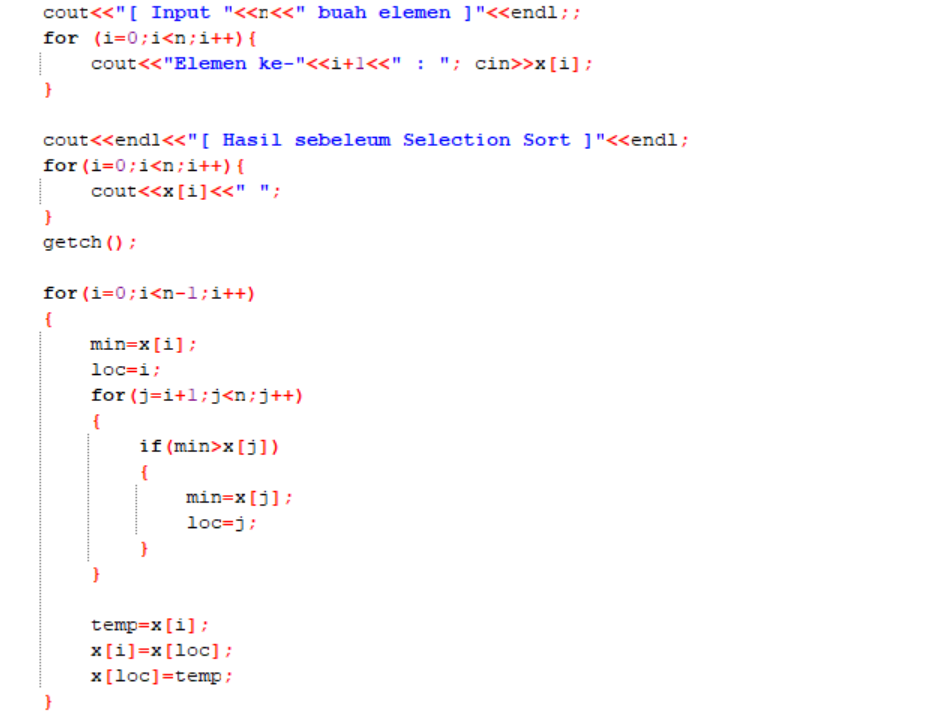 cout<<"[ Input "<<n<<" buah elemen ]"<<endl;;
for (i=0;i<n;i++){
    cout<<"Elemen ke-"<<i+1<<" : "; cin>>x[i];
}

cout<<endl<<"[ Hasil sebeleum Selection Sort ]"<<endl;
for(i=0;i<n;i++){
    cout<<x[i]<<" ";
}
getch();

for(i=0;i<n-1;i++)
{
    min=x[i];
    loc=i;
    for(j=i+1;j<n;j++)
    {
        if(min>x[j])
        {
            min=x[j];
            loc=j;
        }
    }

    temp=x[i];
    x[i]=x[loc];
    x[loc]=temp;
}